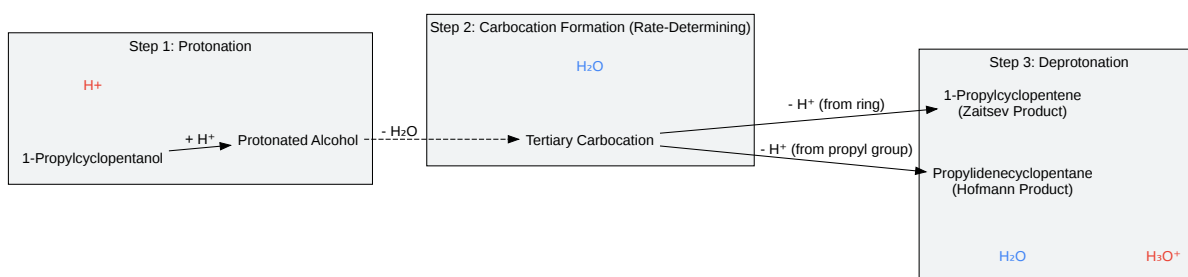 Step 1: Protonation
H+
1-Propylcyclopentanol
+ H⁺
Protonated Alcohol
- H₂O
Step 2: Carbocation Formation (Rate-Determining)
H₂O
Tertiary Carbocation
- H⁺ (from ring)
- H⁺ (from propyl group)
Step 3: Deprotonation
1-Propylcyclopentene
(Zaitsev Product)
Propylidenecyclopentane
(Hofmann Product)
H₂O
H₃O⁺